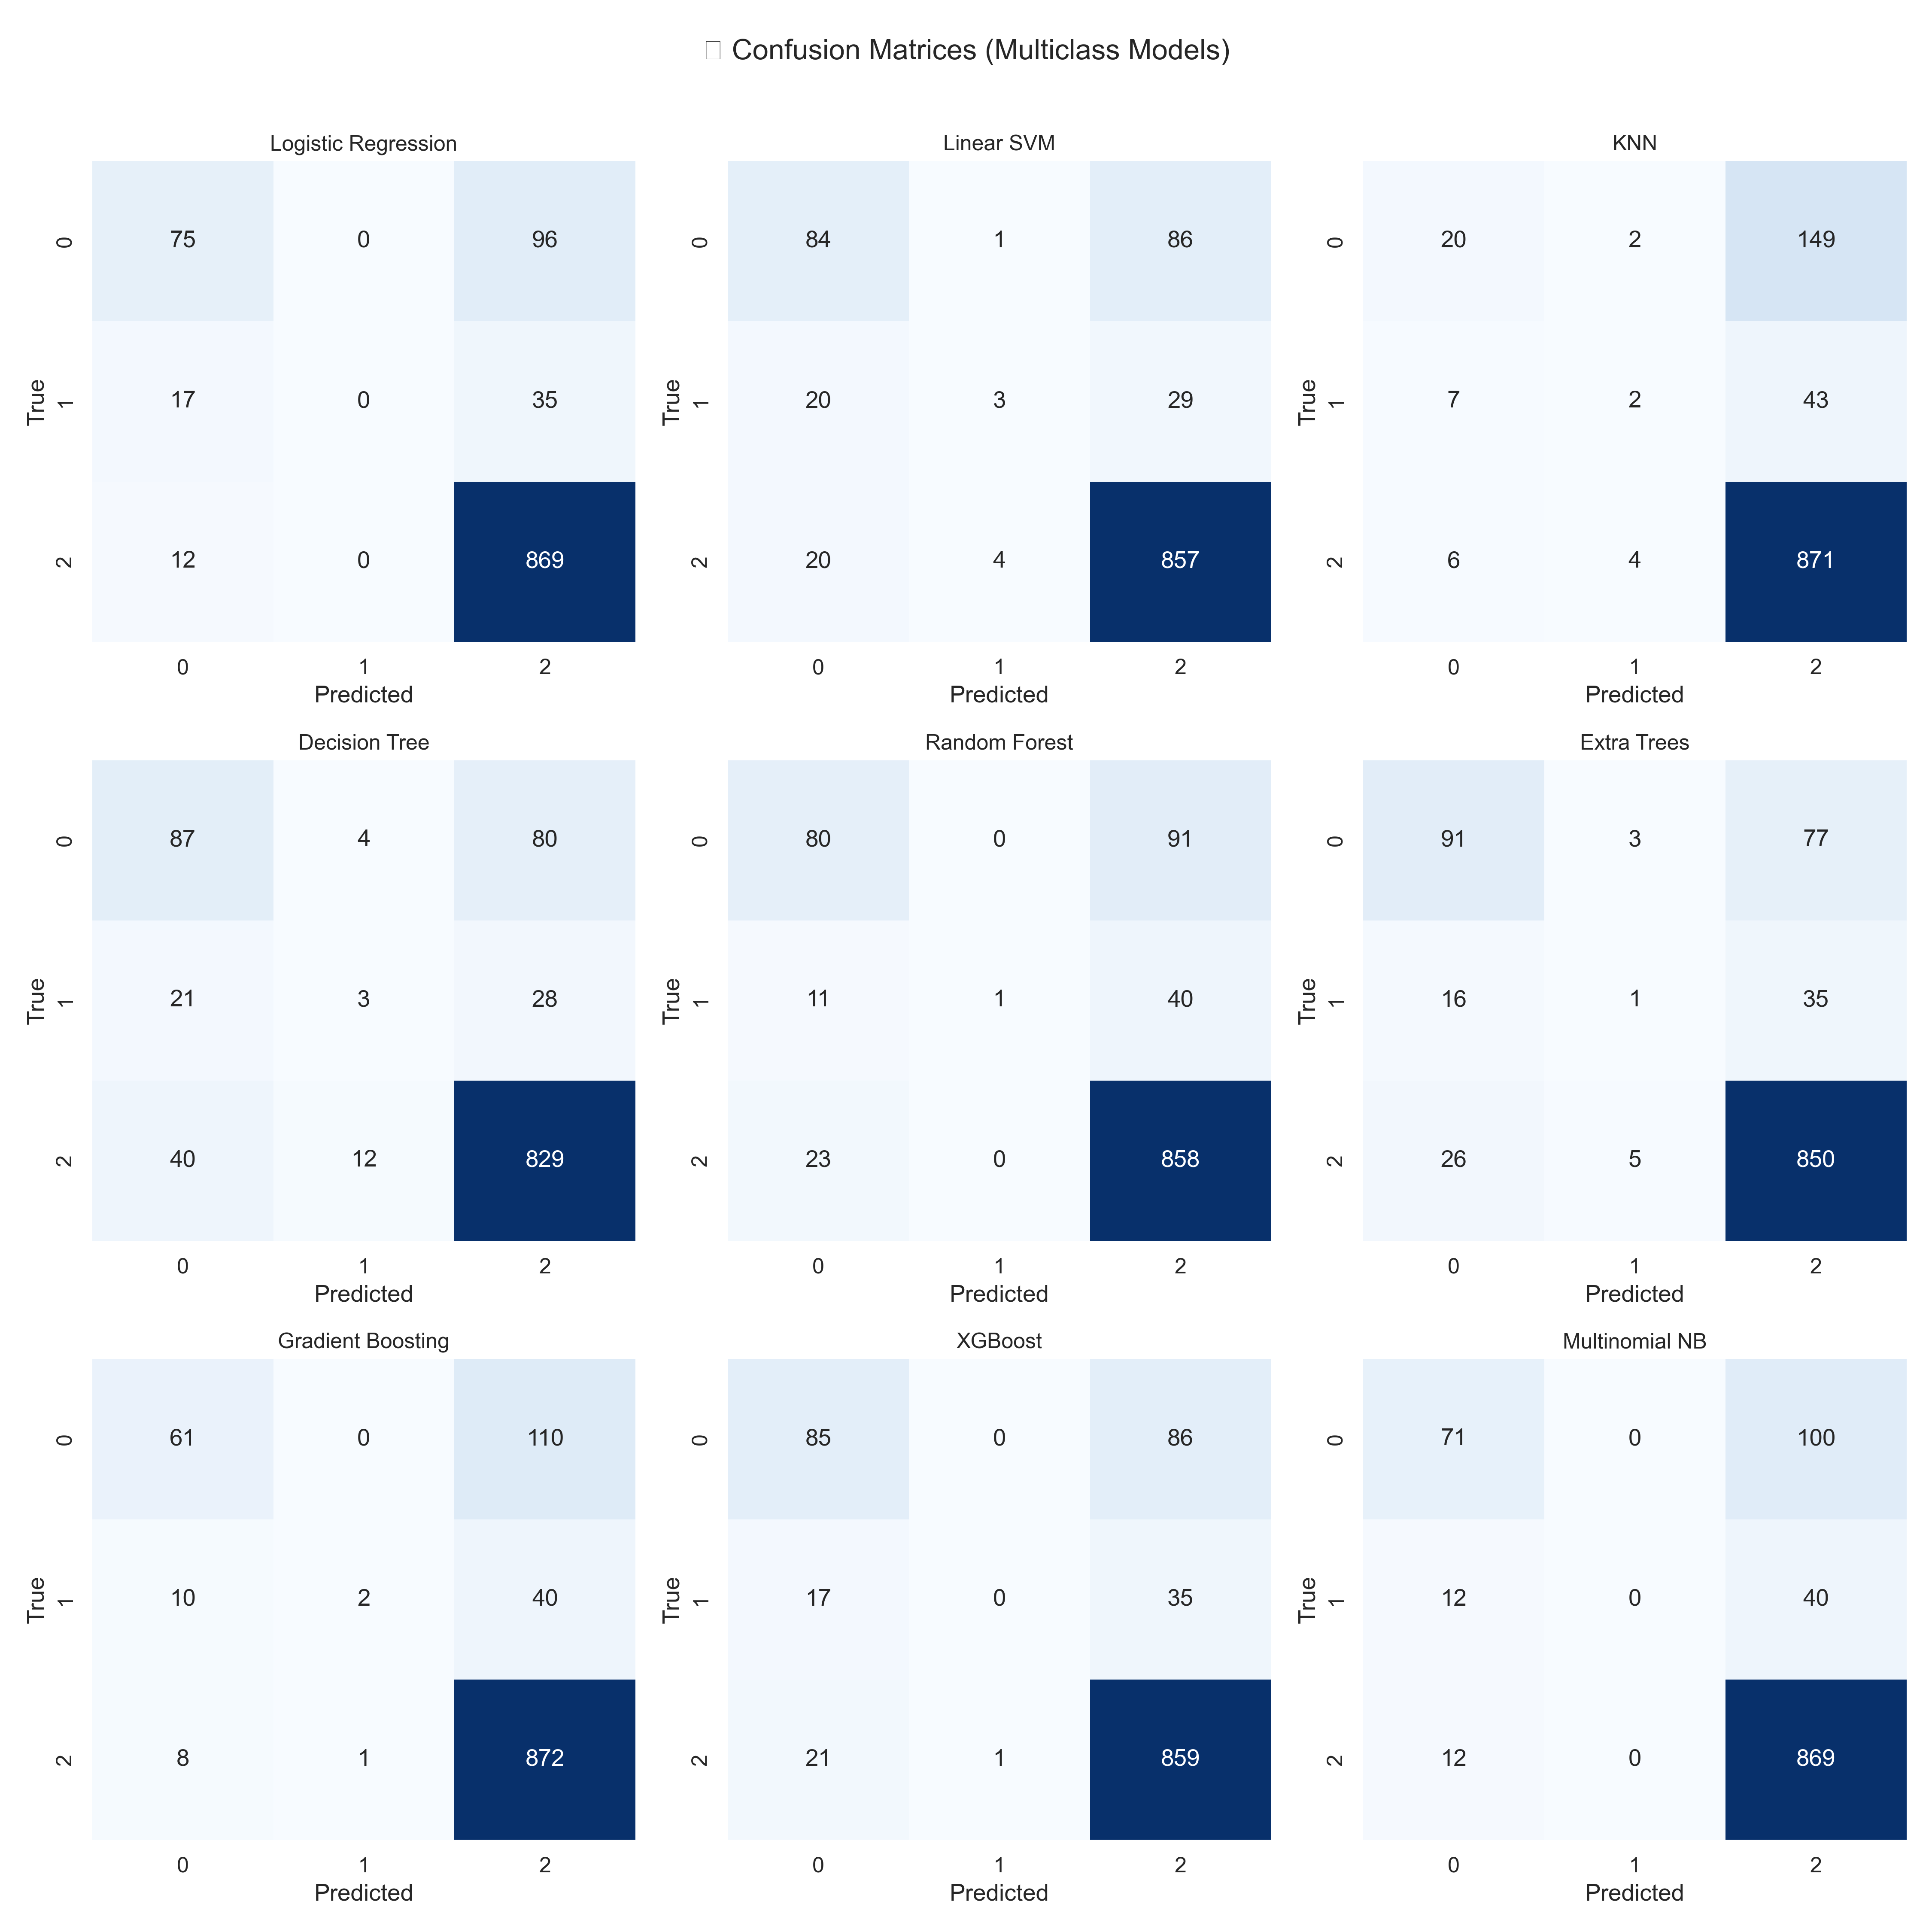 Confusion Matrices (Multiclass Models)
Logistic Regression
75 0 96
17 0 35
12 0 869
0 1 2
True
0 1 2
Predicted
Linear SVM
84 1 86
20 3 29
20 4 857
0 1 2
True
0 1 2
Predicted
KNN
20 2 149
7 2 43
6 4 871
0 1 2
True
0 1 2
Predicted
Decision Tree
87 4 80
21 3 28
40 12 829
0 1 2
True
0 1 2
Predicted
Random Forest
80 0 91
11 1 40
23 0 858
0 1 2
True
0 1 2
Predicted
Extra Trees
91 3 77
16 1 35
26 5 850
0 1 2
True
0 1 2
Predicted
Gradient Boosting
61 0 110
10 2 40
8 1 872
0 1 2
True
0 1 2
Predicted
XGBoost
85 0 86
17 0 35
21 1 859
0 1 2
True
0 1 2
Predicted
Multinomial NB
71 0 100
12 0 40
12 0 869
0 1 2
True
0 1 2
Predicted